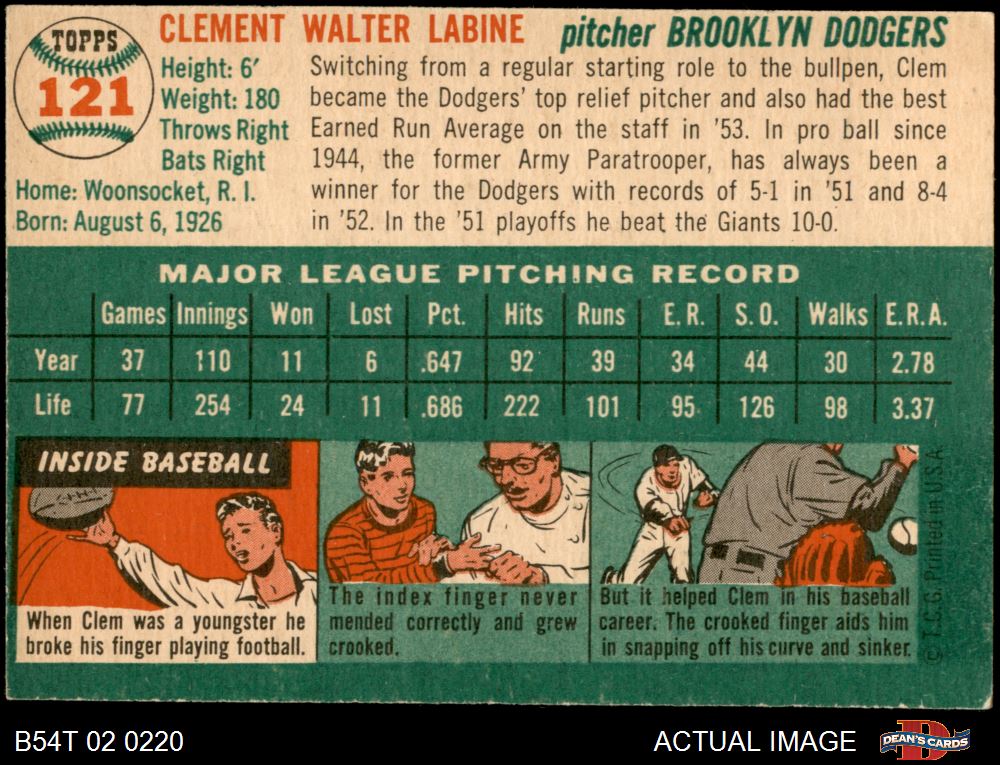 TOPPS
121
CLEMENT WALTER LABINE
pitcher BROOKLYN DODGERS
Height: 6'
Weight: 180
Throws Right
Bats Right
Home: Woonsocket, R. I.
Born: August 6, 1926
Switching from a regular starting role to the bullpen, Clem
became the Dodgers' top relief pitcher and also had the best
Earned Run Average on the staff in '53. In pro ball since
1944, the former Army Paratrooper, has always been a
winner for the Dodgers with records of 5-1 in '51 and 8-4
in '52. In the '51 playoffs he beat the Giants 10-0.
MAJOR LEAGUE PITCHING RECORD
Games Innings Won Lost Pct. Hits Runs E. R. S. O. Walks E. R. A.
Year 37 110 11 6 .647 92 39 34 44 30 2.78
Life 77 254 24 11 .686 222 101 95 126 98 3.37
INSIDE BASEBALL
When Clem was a youngster he
broke his finger playing football.
The index finger never
mended correctly and grew
crooked.
But it helped Clem in his baseball
career. The crooked finger aids him
in snapping off his curve and sinker.
© T.C.G. Printed in U.S.A.
B54T 02 0220
ACTUAL IMAGE
D
DEAN'S CARDS